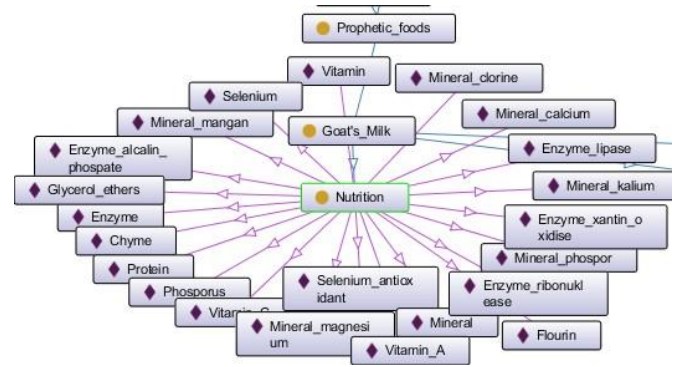 Prophetic_foods
Vitamin
Mineral_clorine
Selenium
Mineral_mangan
Mineral_calcium
Goat's_Milk
Enzyme_alcalin_
phospate
Enzyme_lipase
Glycerol_ethers
Nutrition
Mineral_kalium
Enzyme
Enzyme_xantin_o
xidise
Chyme
Protein
Mineral_phospor
Phosporus
Selenium_antiox
idant
Enzyme_ribonukl
ease
Mineral_magnesi
um
Mineral
Flourin
Vitamin_A